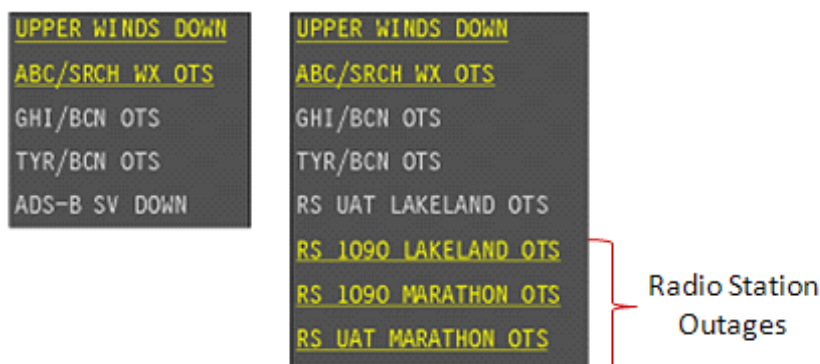 UPPER WINDS DOWN
ABC/SRCH WX OTS
GHI/BCN OTS
TYR/BCN OTS
ADS-B SV DOWN
UPPER WINDS DOWN
ABC/SRCH WX OTS
GHI/BCN OTS
TYR/BCN OTS
RS UAT LAKELAND OTS
RS 1090 LAKELAND OTS
RS 1090 MARATHON OTS
RS UAT MARATHON OTS
Radio Station
Outages